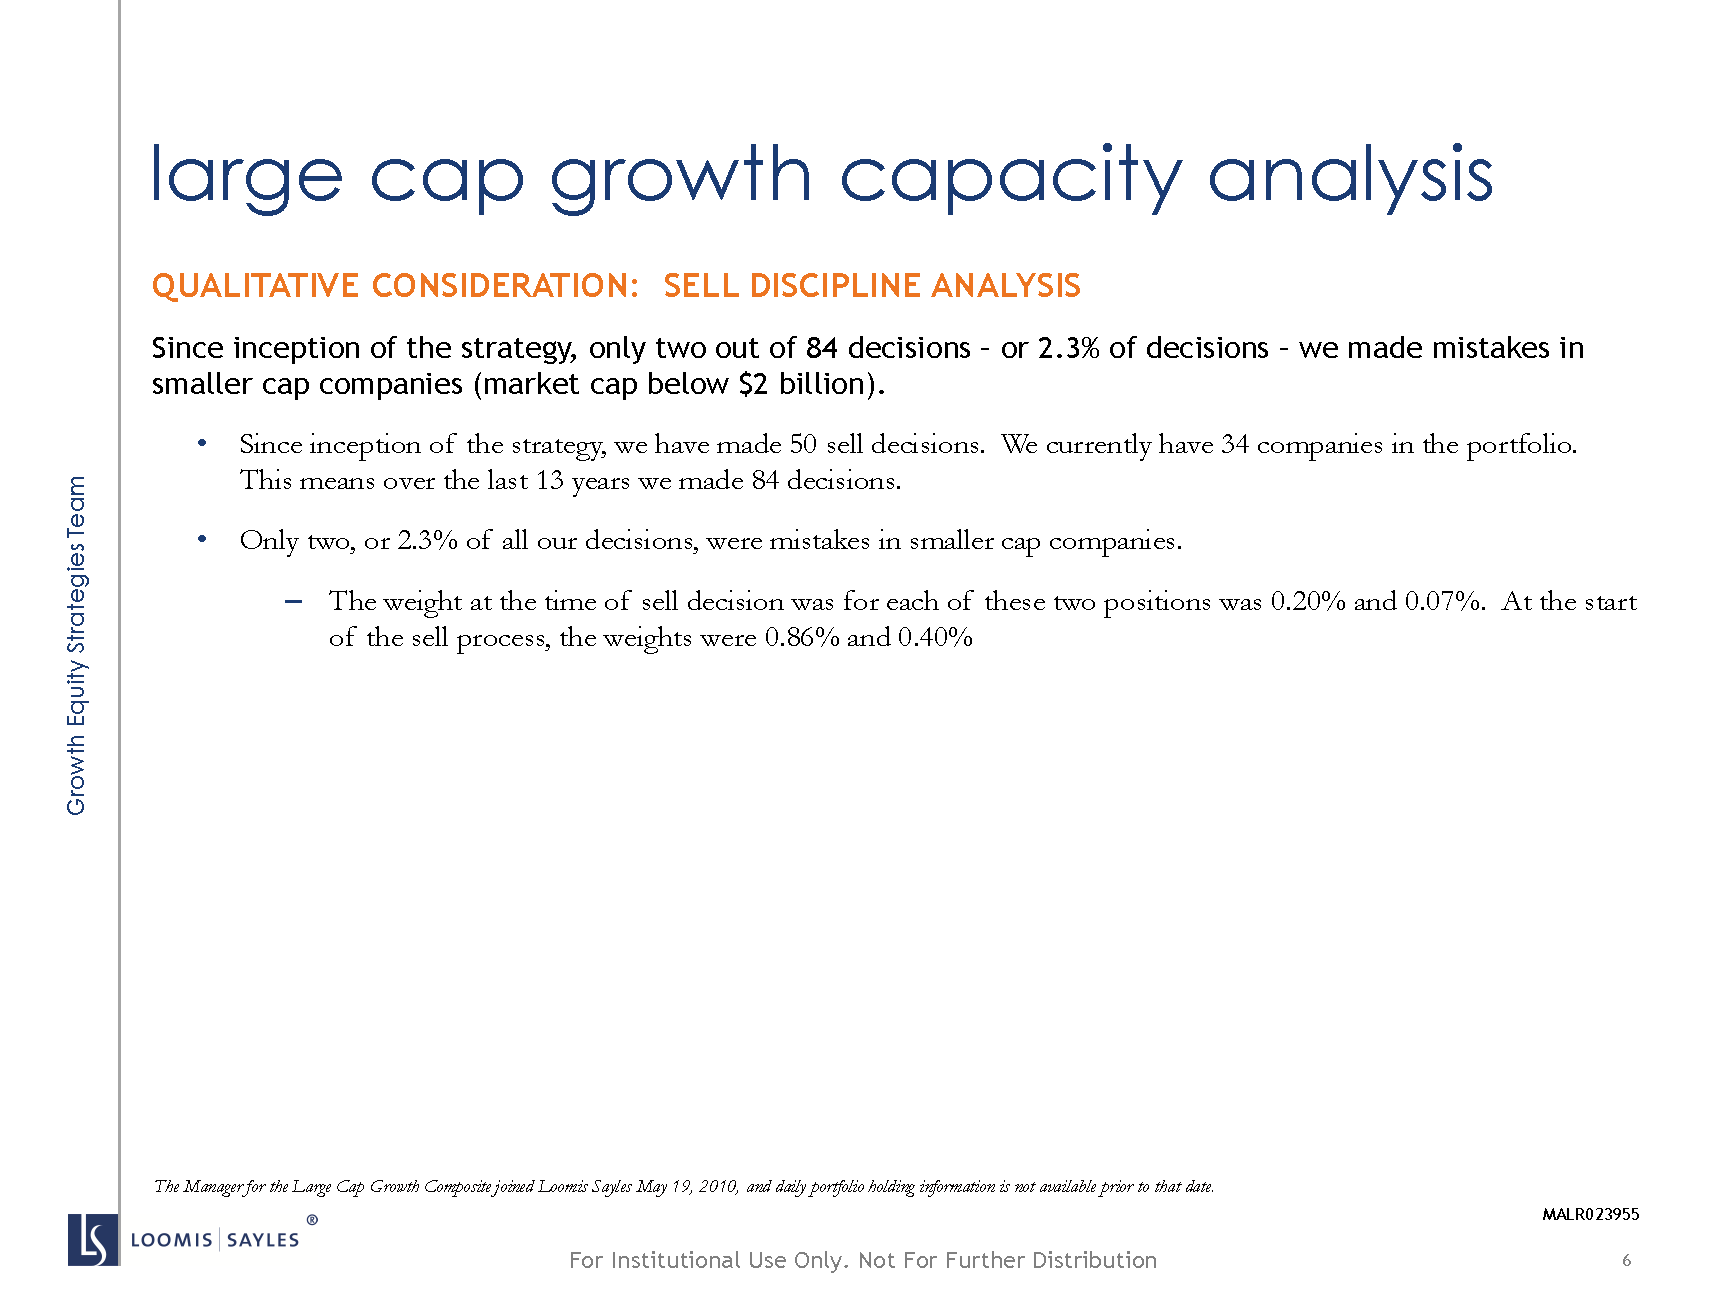 large cap growth capacity analysis
QUALITATIVE CONSIDERATION: SELL DISCIPLINE ANALYSIS
Since inception of the strategy, only two out of 84 decisions – or 2.3% of decisions – we made mistakes in
smaller cap companies (market cap below $2 billion).
• Since inception of the strategy, we have made 50 sell decisions. We currently have 34 companies in the portfolio.
This means over the last 13 years we made 84 decisions.
• Only two, or 2.3% of all our decisions, were mistakes in smaller cap companies.
– The weight at the time of sell decision was for each of these two positions was 0.20% and 0.07%. At the start
of the sell process, the weights were 0.86% and 0.40%
Growth Equity Strategies Team
The Manager for the Large Cap Growth Composite joined Loomis Sayles May 19, 2010, and daily portfolio holding information is not available prior to that date.
MALR023955
LS LOOMIS | SAYLES ®
For Institutional Use Only. Not For Further Distribution
6